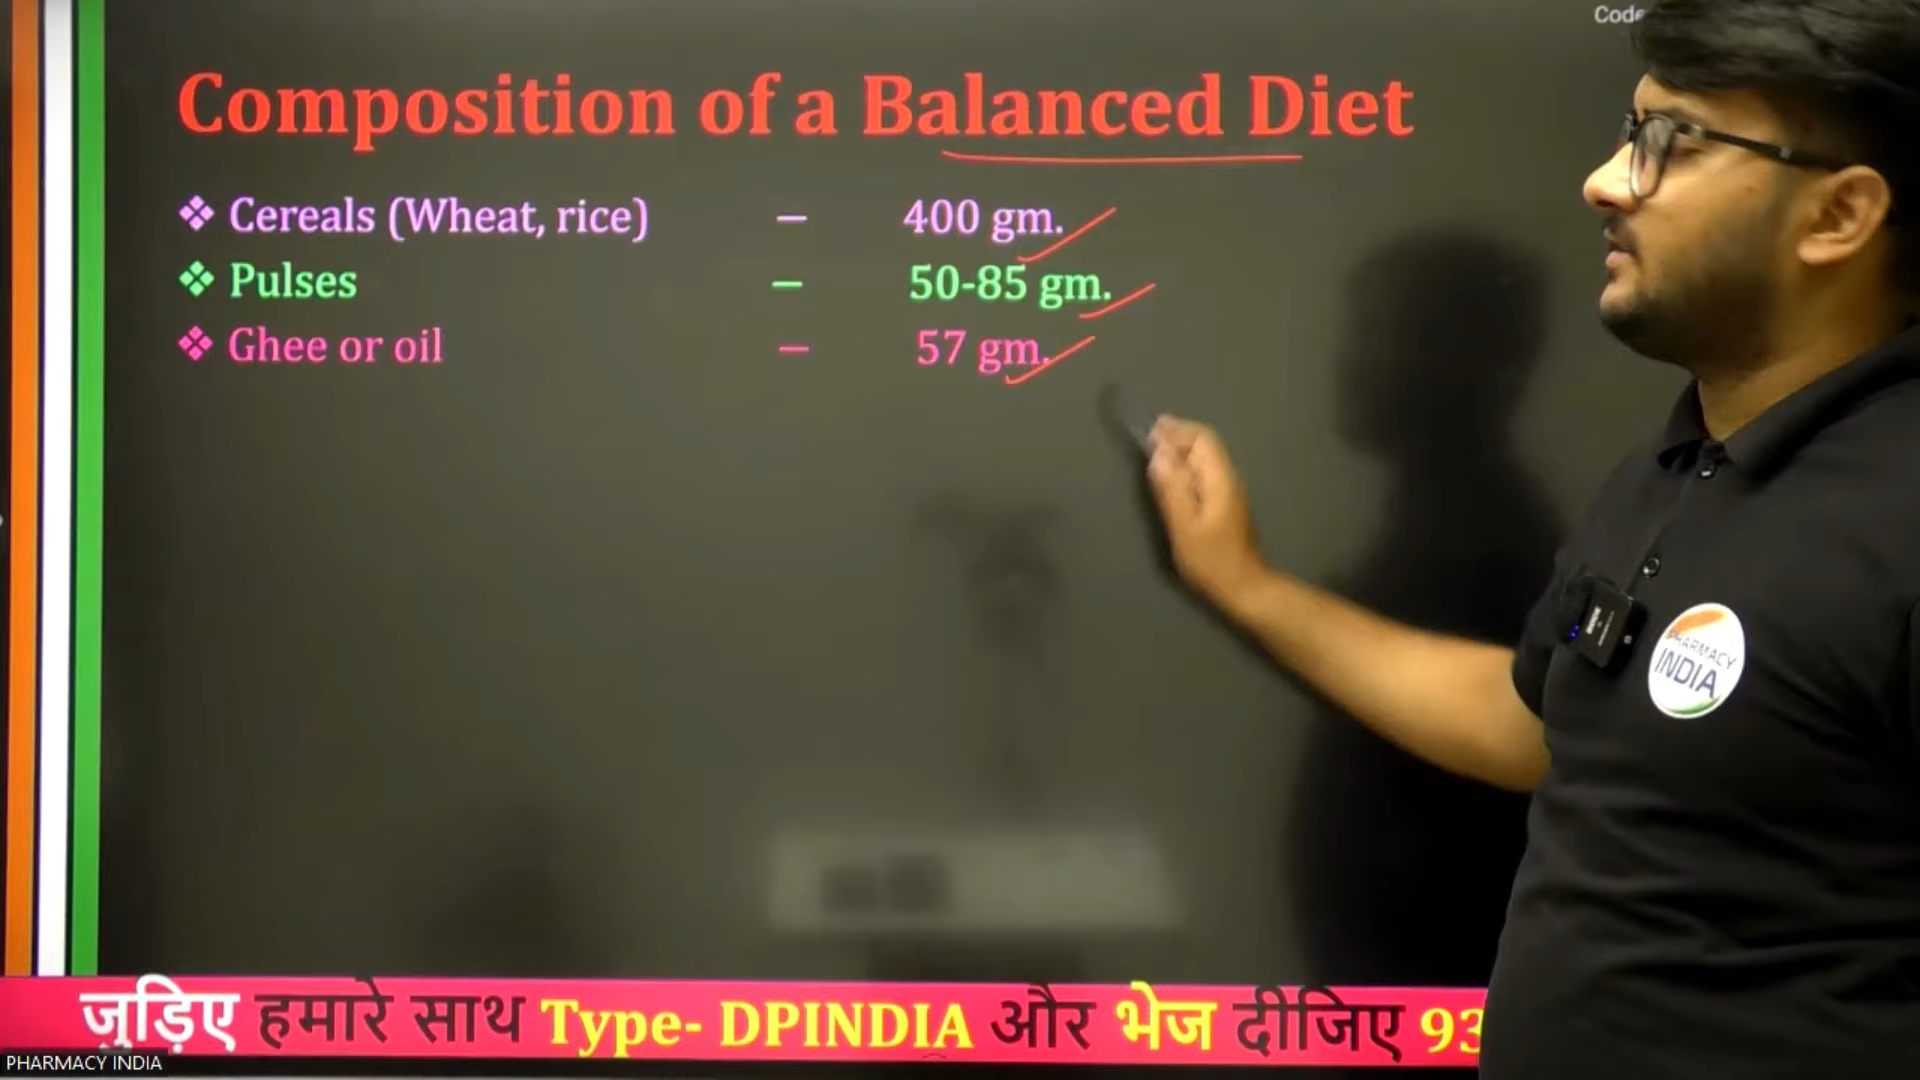 Composition of a Balanced Diet
❖ Cereals (Wheat, rice) – 400 gm.
❖ Pulses – 50-85 gm.
❖ Ghee or oil – 57 gm.
PHARMACY
INDIA
जुड़िए हमारे साथ Type- DPINDIA और भेज दीजिए 93
PHARMACY INDIA